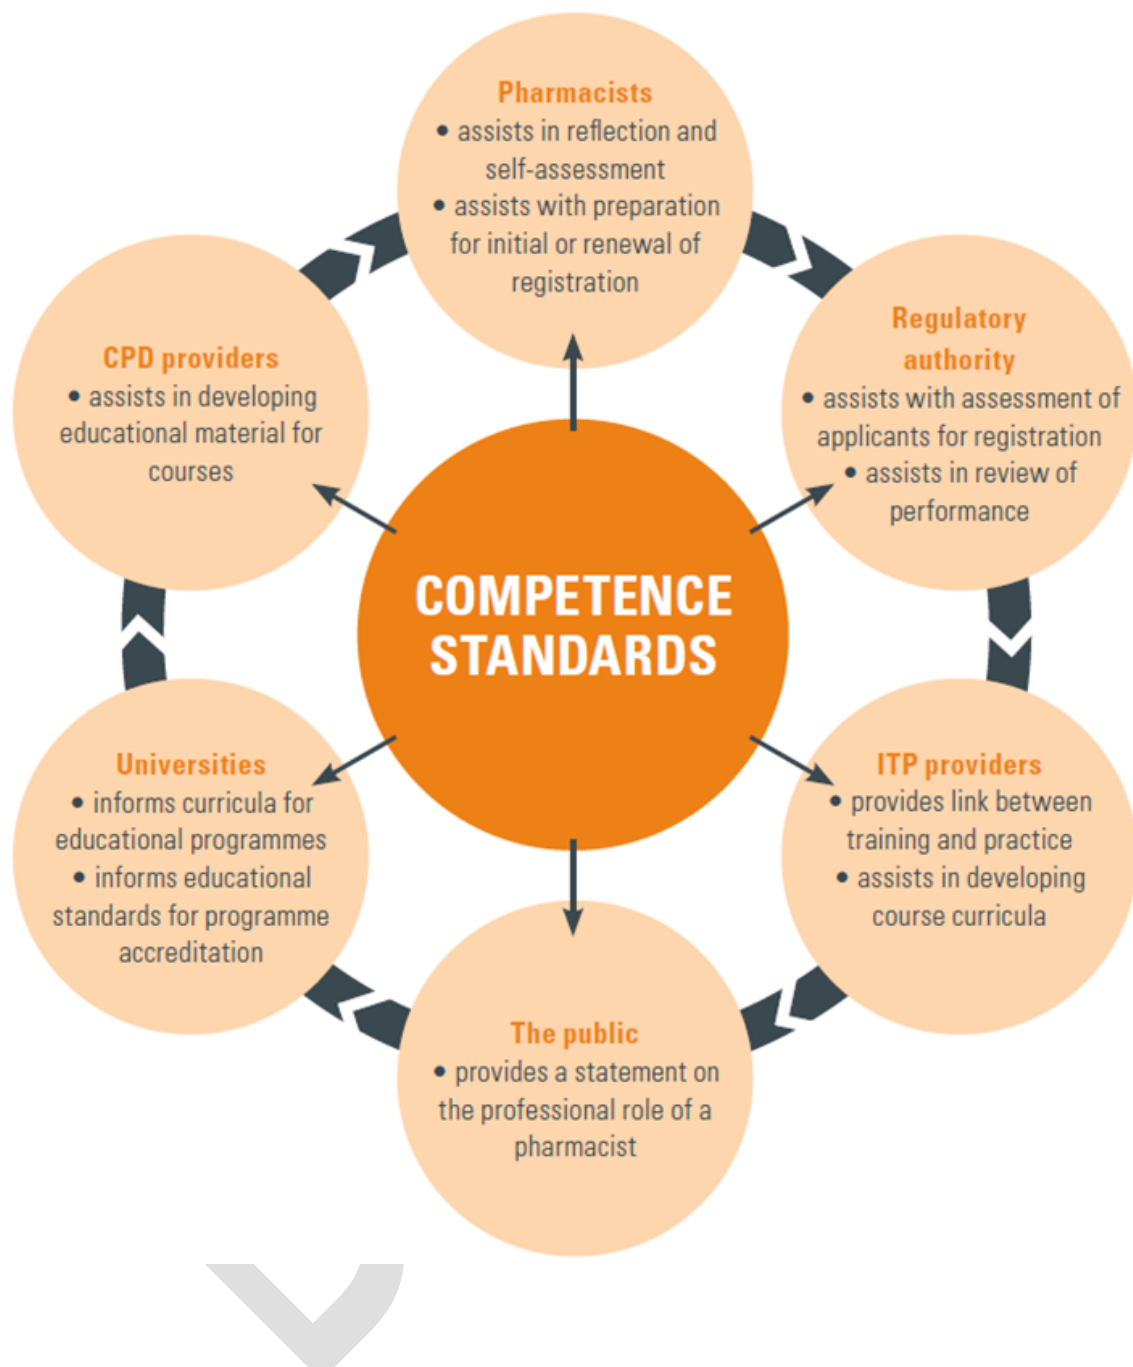 Pharmacists
• assists in reflection and
self-assessment
• assists with preparation
for initial or renewal of
registration
Regulatory
authority
• assists with assessment of
applicants for registration
• assists in review of
performance
CPD providers
• assists in developing
educational material for
courses
COMPETENCE
STANDARDS
Universities
• informs curricula for
educational programmes
• informs educational
standards for programme
accreditation
ITP providers
• provides link between
training and practice
• assists in developing
course curricula
The public
• provides a statement on
the professional role of a
pharmacist